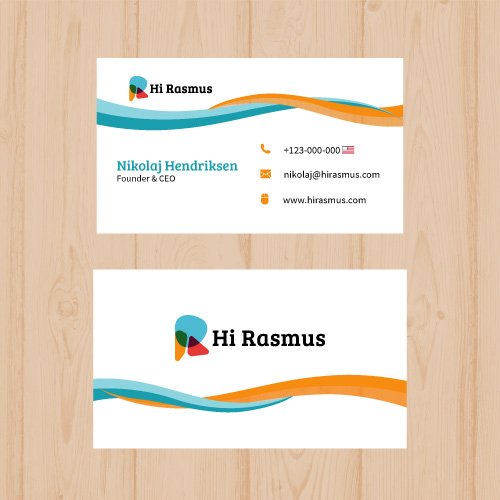 Hi Rasmus
Nikolaj Hendriksen
Founder & CEO
+123-000-000
nikolaj@hirasmus.com
www.hirasmus.com
Hi Rasmus